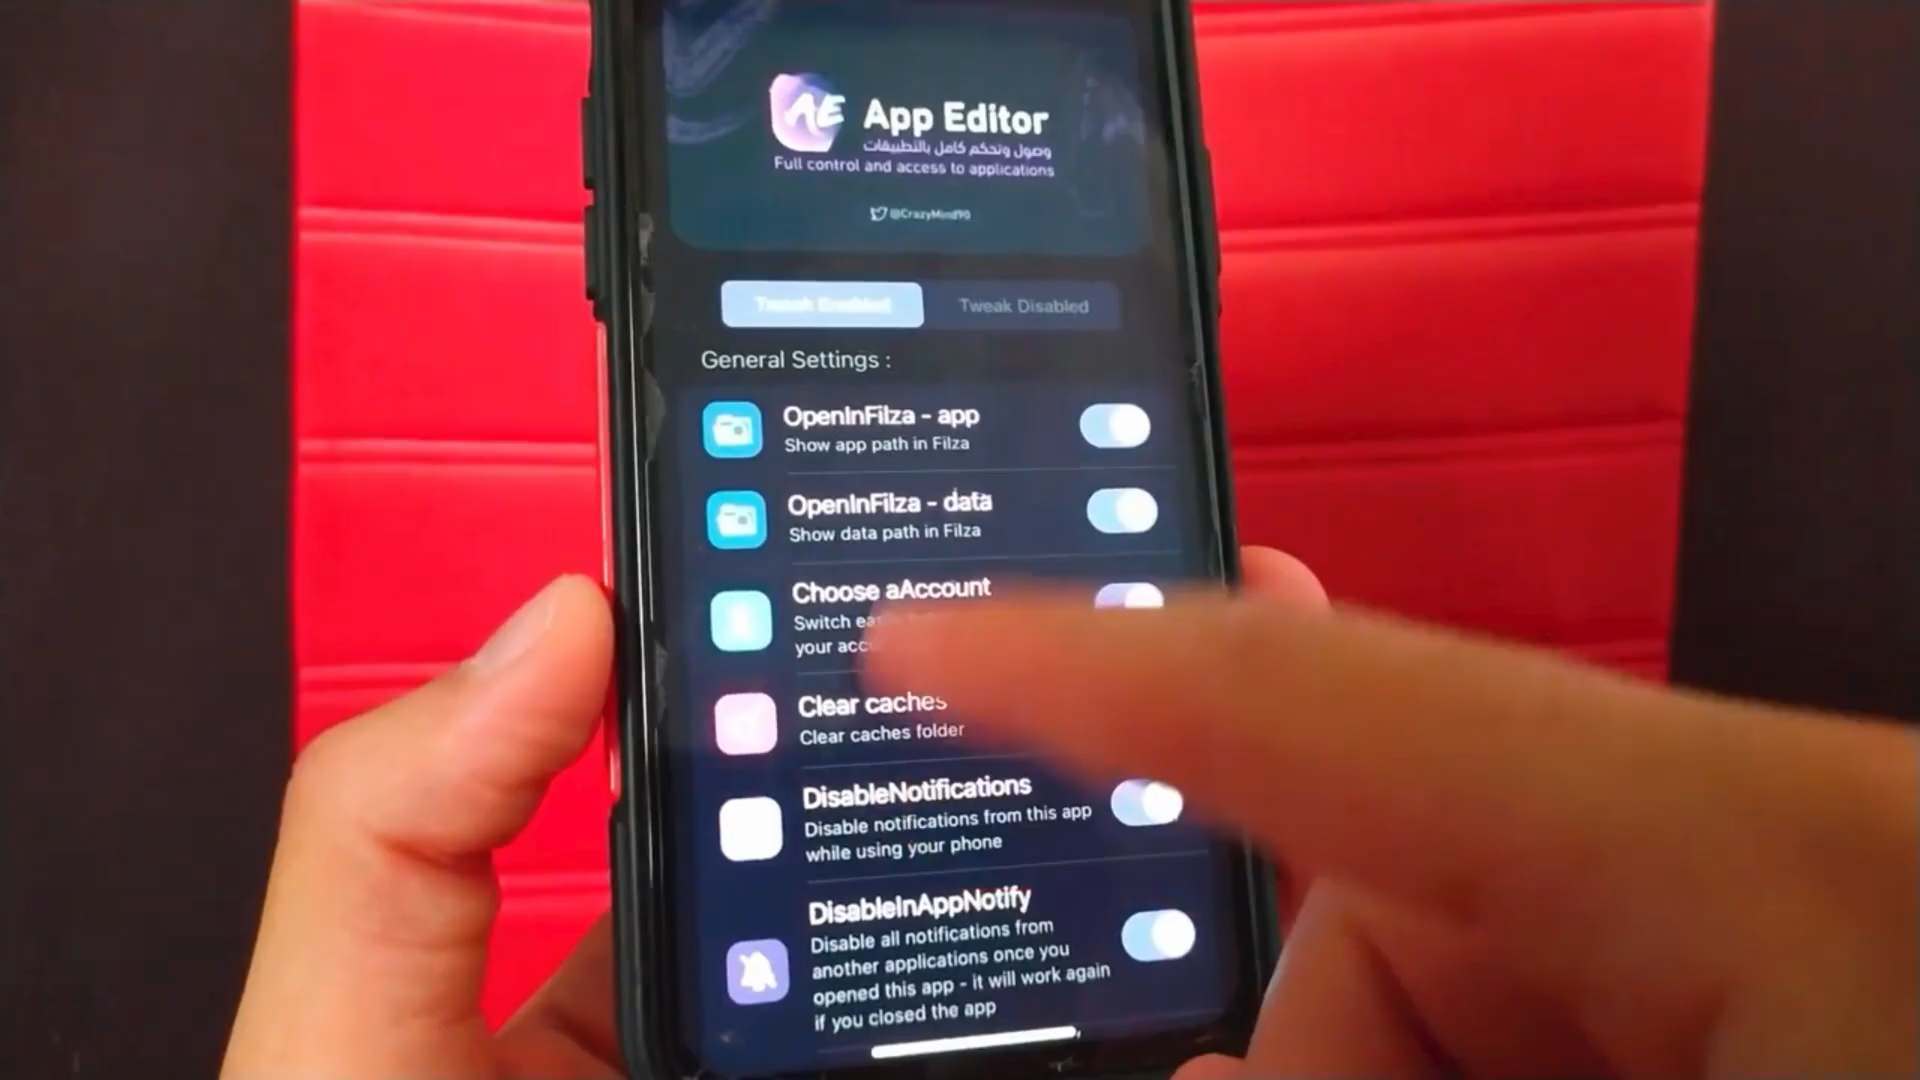 AE App Editor
وصول وتحكم كامل بالتطبيقات
Full control and access to applications
@CrazyMind90
Tweak Enabled Tweak Disabled
General Settings :
OpenInFilza - app
Show app path in Filza
OpenInFilza - data
Show data path in Filza
Choose aAccount
Switch
your
Clear caches
Clear caches folder
DisableNotifications
Disable notifications from this app
while using your phone
DisableInAppNotify
Disable all notifications from
another applications once you
opened this app - it will work again
if you closed the app